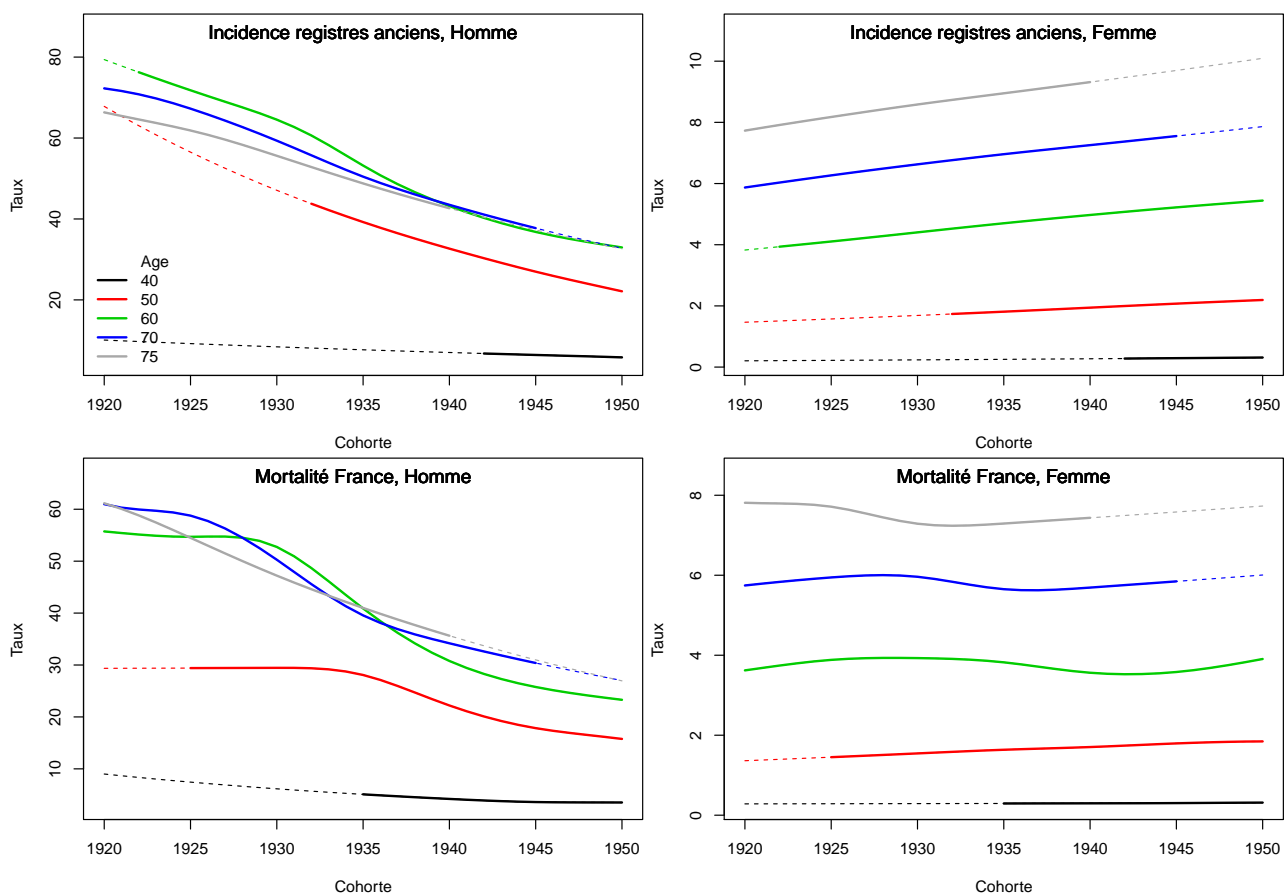 Incidence registres anciens, Homme
Taux
80
60
40
20
Age
40
50
60
70
75
1920 1925 1930 1935 1940 1945 1950
Cohorte
Incidence registres anciens, Femme
Taux
10
8
6
4
2
0
1920 1925 1930 1935 1940 1945 1950
Cohorte
Mortalité France, Homme
Taux
60
50
40
30
20
10
1920 1925 1930 1935 1940 1945 1950
Cohorte
Mortalité France, Femme
Taux
8
6
4
2
0
1920 1925 1930 1935 1940 1945 1950
Cohorte